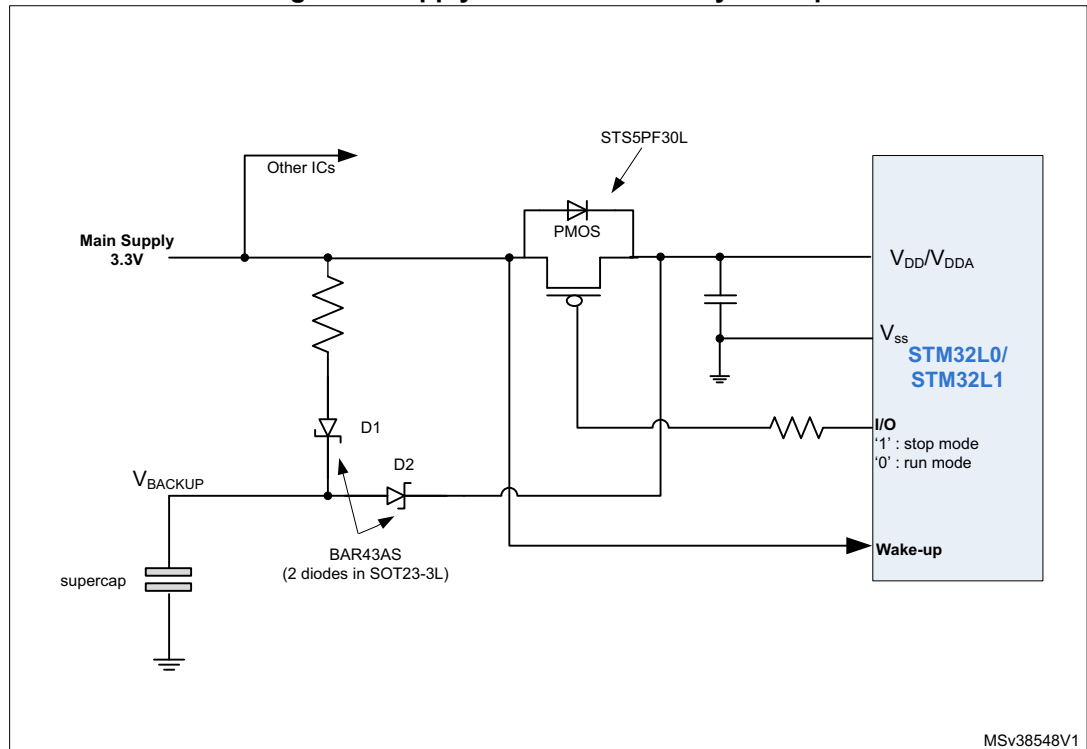 STS5PF30L
Other ICs
PMOS
Main Supply
3.3V
VDD/VDDA
Vss
STM32L0/
STM32L1
D1
I/O
'1' : stop mode
'0' : run mode
D2
VBACKUP
BAR43AS
(2 diodes in SOT23-3L)
Wake-up
supercap
MSv38548V1